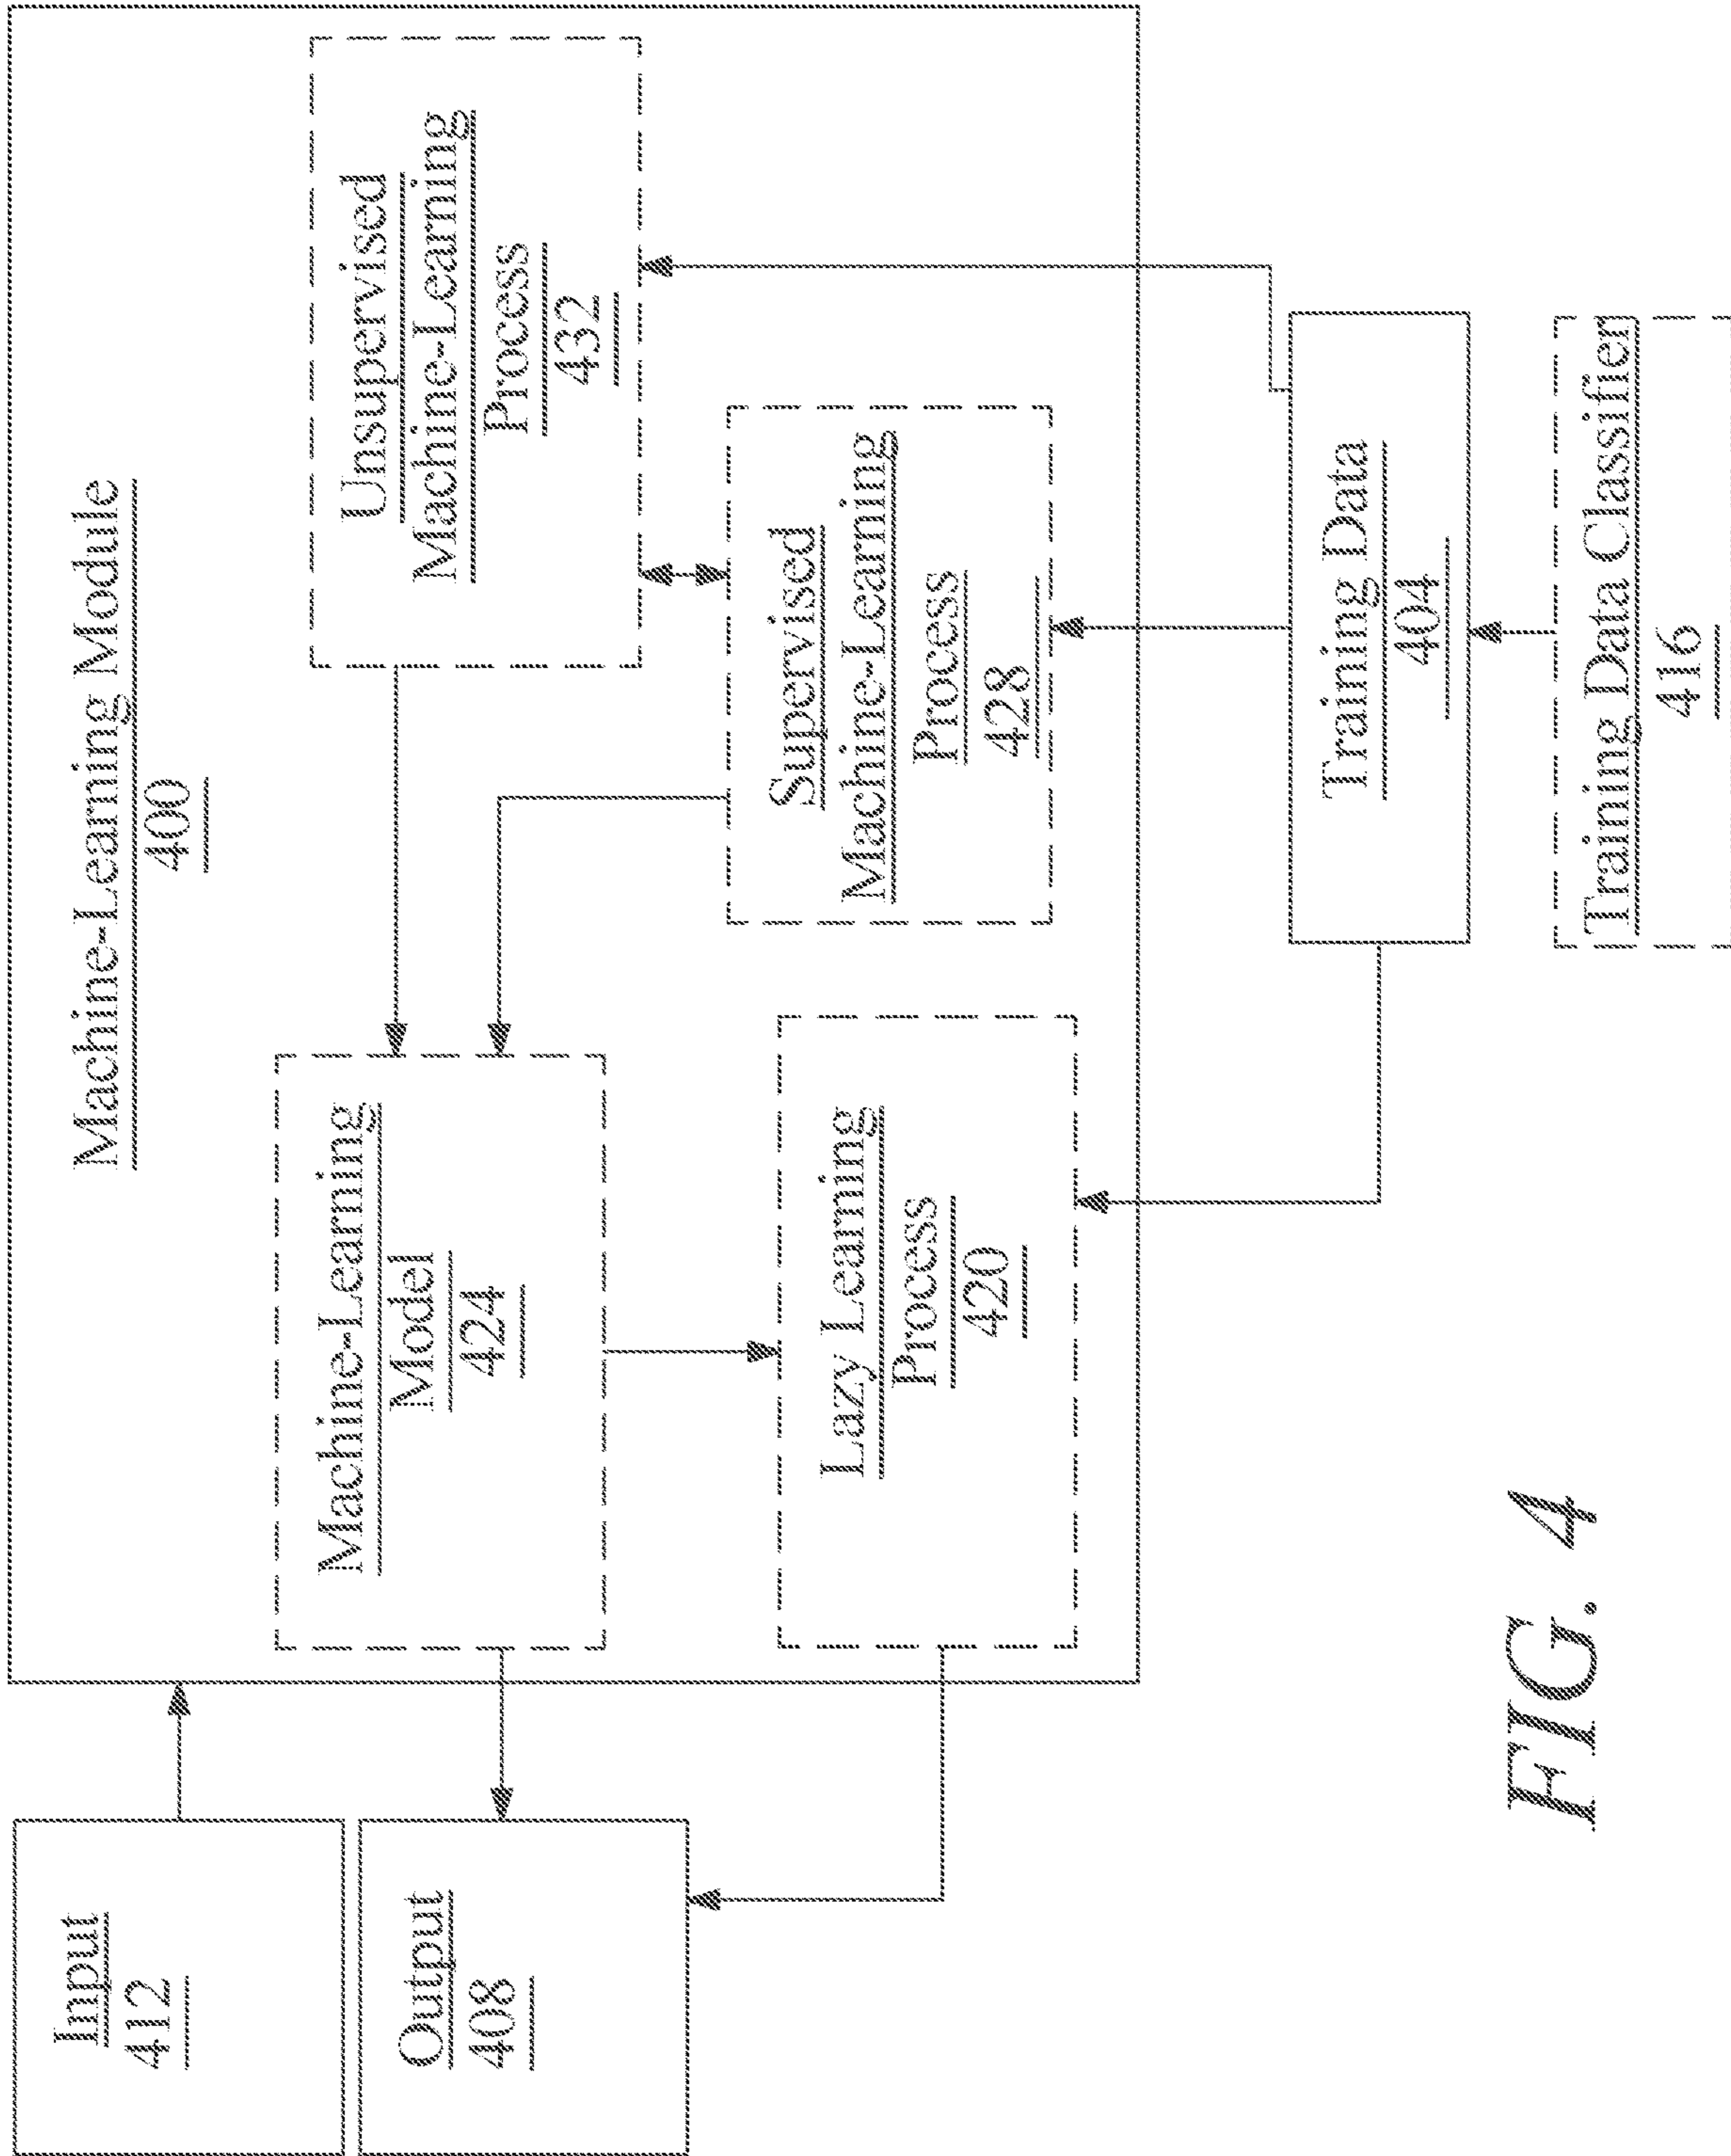 Machine-Learning Module
400
Input
412
Output
408
Machine-Learning
Model
424
Unsupervised
Machine-Learning
Process
432
Supervised
Machine-Learning
Process
428
Lazy Learning
Process
420
Training Data
404
Training Data Classifier
416
FIG. 4